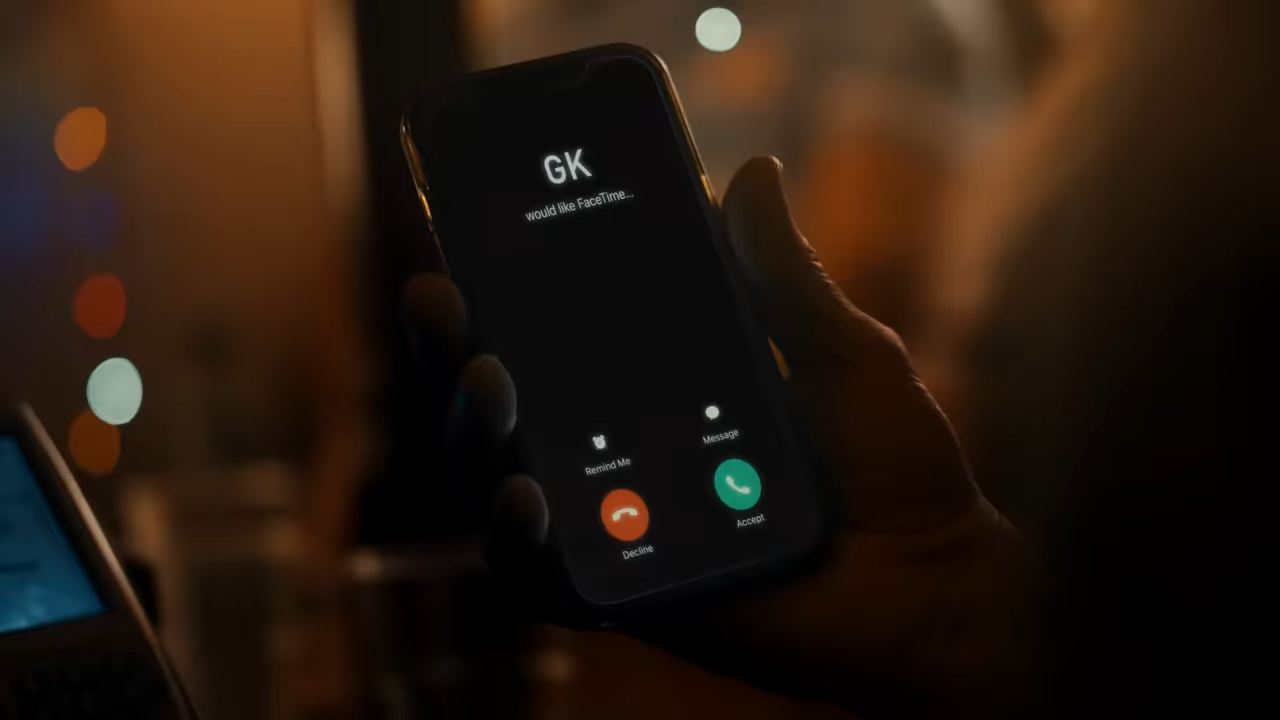 GK
would like FaceTime...
Remind Me
Message
Decline
Accept